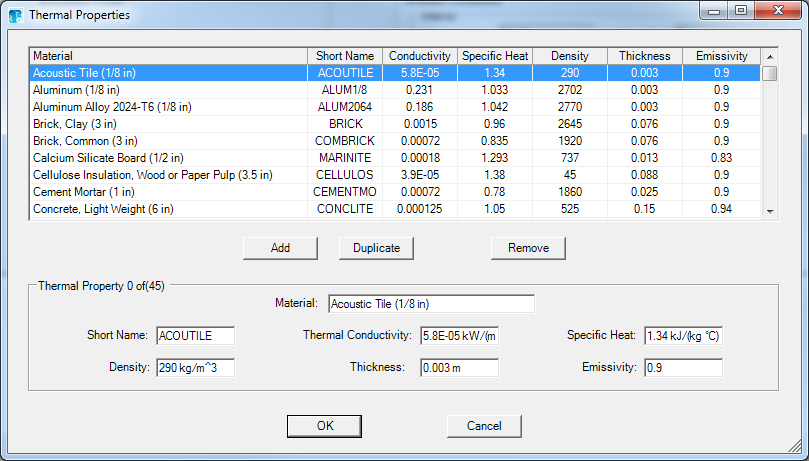 Thermal Properties
Material Short Name Conductivity Specific Heat Density Thickness Emissivity
Acoustic Tile (1/8 in) ACOUTILE 5.8E-05 1.34 290 0.003 0.9
Aluminum (1/8 in) ALUM1/8 0.231 1.033 2702 0.003 0.9
Aluminum Alloy 2024-T6 (1/8 in) ALUM2064 0.186 1.042 2770 0.003 0.9
Brick, Clay (3 in) BRICK 0.0015 0.96 2645 0.076 0.9
Brick, Common (3 in) COMBRICK 0.00072 0.835 1920 0.076 0.9
Calcium Silicate Board (1/2 in) MARINITE 0.00018 1.293 737 0.013 0.83
Cellulose Insulation, Wood or Paper Pulp (3.5 in) CELLULOS 3.9E-05 1.38 45 0.088 0.9
Cement Mortar (1 in) CEMENTMO 0.00072 0.78 1860 0.025 0.9
Concrete, Light Weight (6 in) CONCLITE 0.000125 1.05 525 0.15 0.94
Add Duplicate Remove
Thermal Property 0 of(45)
Material: Acoustic Tile (1/8 in)
Short Name: ACOUTILE Thermal Conductivity: 5.8E-05 kW/(m Specific Heat: 1.34 kJ/(kg °C)
Density: 290 kg/m^3 Thickness: 0.003 m Emissivity: 0.9
OK Cancel